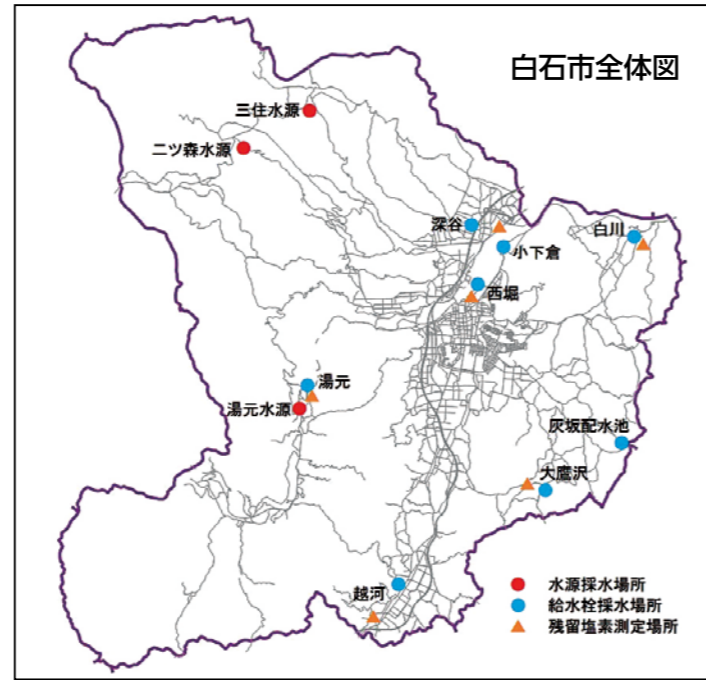 白石市全体図
三住水源
二ツ森水源
深谷
白川
小下倉
西堀
湯元
湯元水源
灰坂配水池
大鷹沢
越河
水源採水場所
給水栓採水場所
残留塩素測定場所